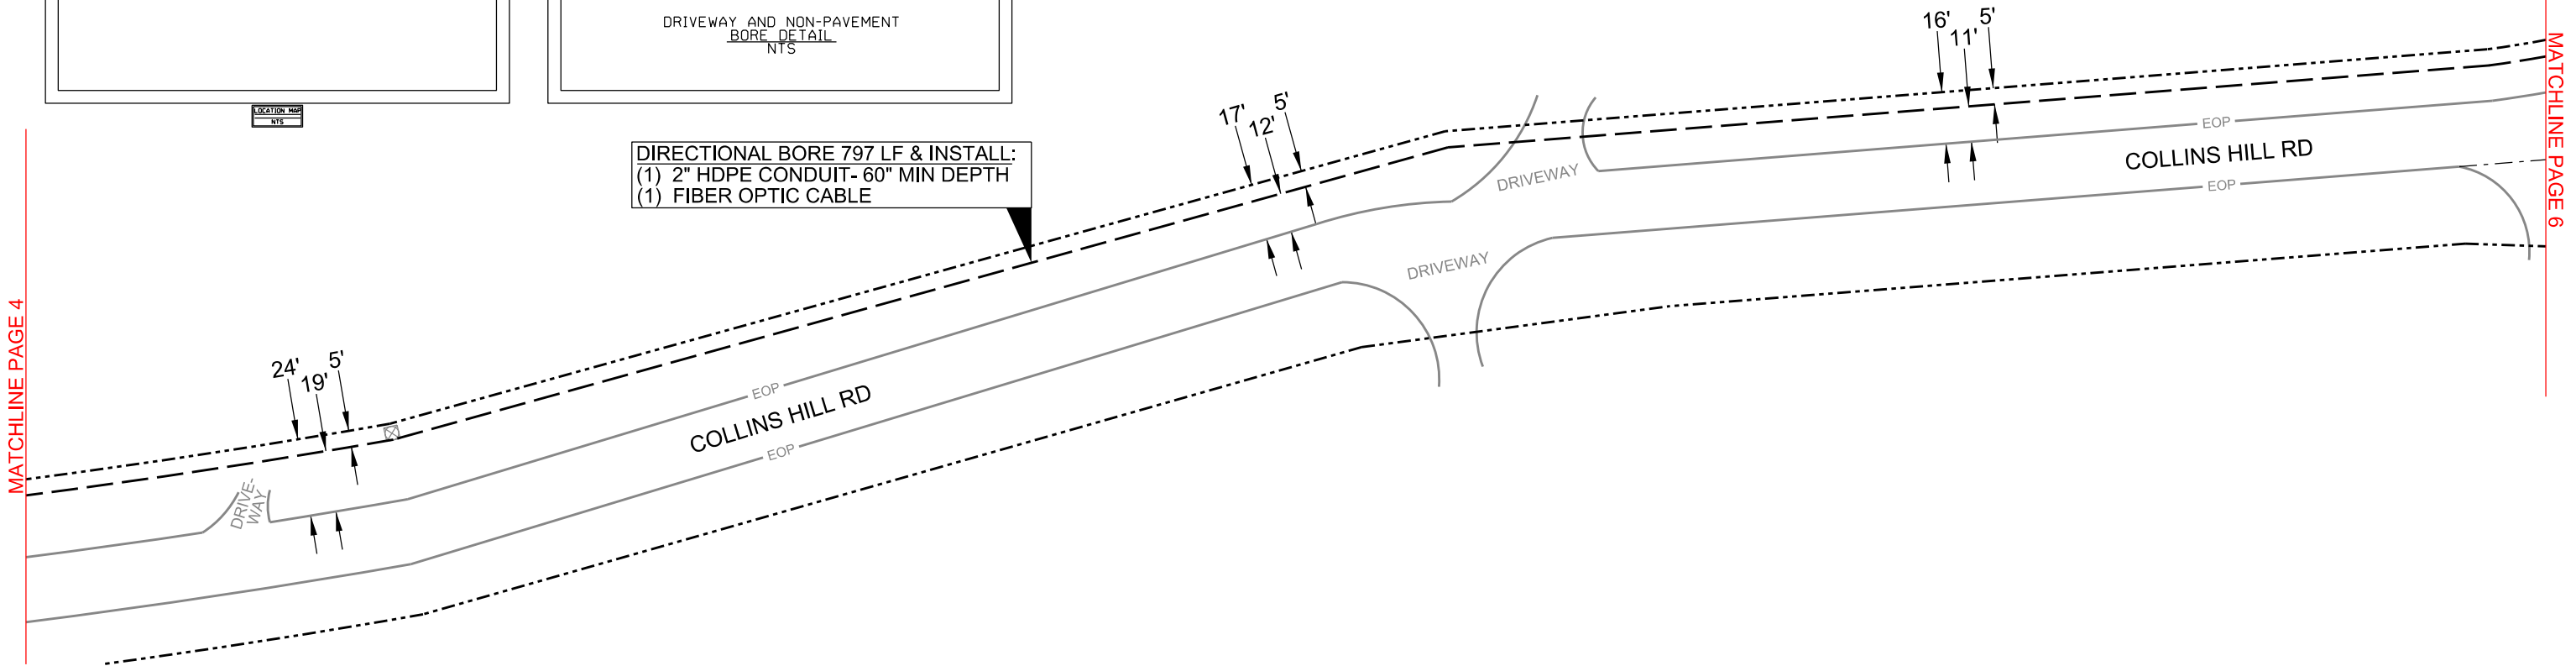 DRIVEWAY AND NON-PAVEMENT
BORE DETAIL
NTS
LOCATION MAP
NTS
DIRECTIONAL BORE 797 LF & INSTALL:
(1) 2" HDPE CONDUIT- 60" MIN DEPTH
(1) FIBER OPTIC CABLE
MATCHLINE PAGE 4
24'
19'
5'
DRIVE-
WAY
EOP
COLLINS HILL RD
EOP
17'
12'
5'
DRIVEWAY
DRIVEWAY
16'
11'
5'
EOP
COLLINS HILL RD
EOP
MATCHLINE PAGE 6